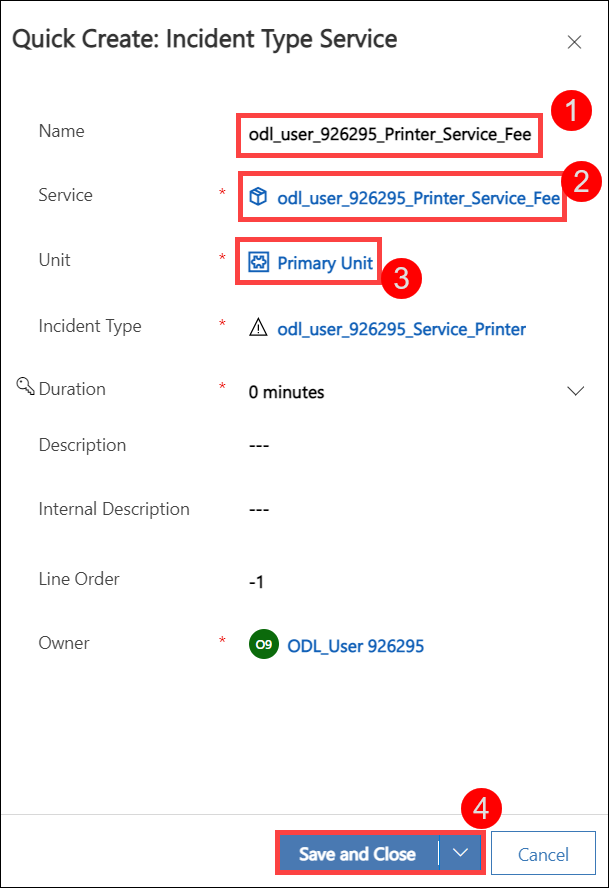 Quick Create: Incident Type Service
1
Name odl_user_926295_Printer_Service_Fee
2
Service * odl_user_926295_Printer_Service_Fee
Unit * Primary Unit
3
Incident Type * odl_user_926295_Service_Printer
Duration * 0 minutes
Description ---
Internal Description ---
Line Order -1
Owner * O9 ODL_User 926295
4
Save and Close Cancel